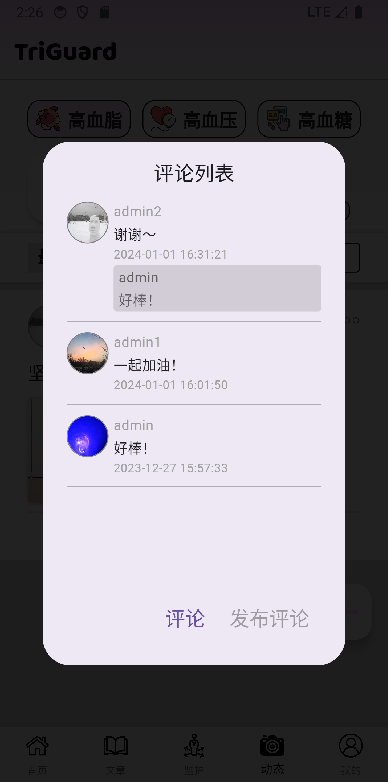 2:26
LTE
TriGuard
高血脂
高血压
高血糖
评论列表
admin2
谢谢～
2024-01-01 16:31:21
admin
好棒！
admin1
一起加油！
2024-01-01 16:01:50
admin
好棒！
2023-12-27 15:57:33
坚
评论
发布评论
首页
文章
动态